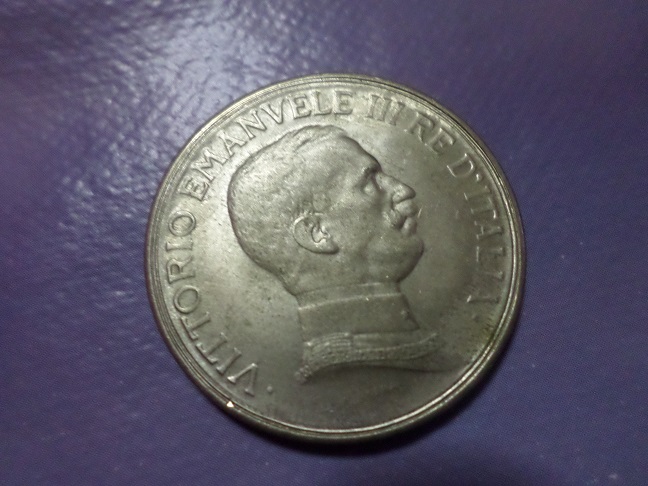 · VITTORIO EMANVELE III RE D'ITALIA ·